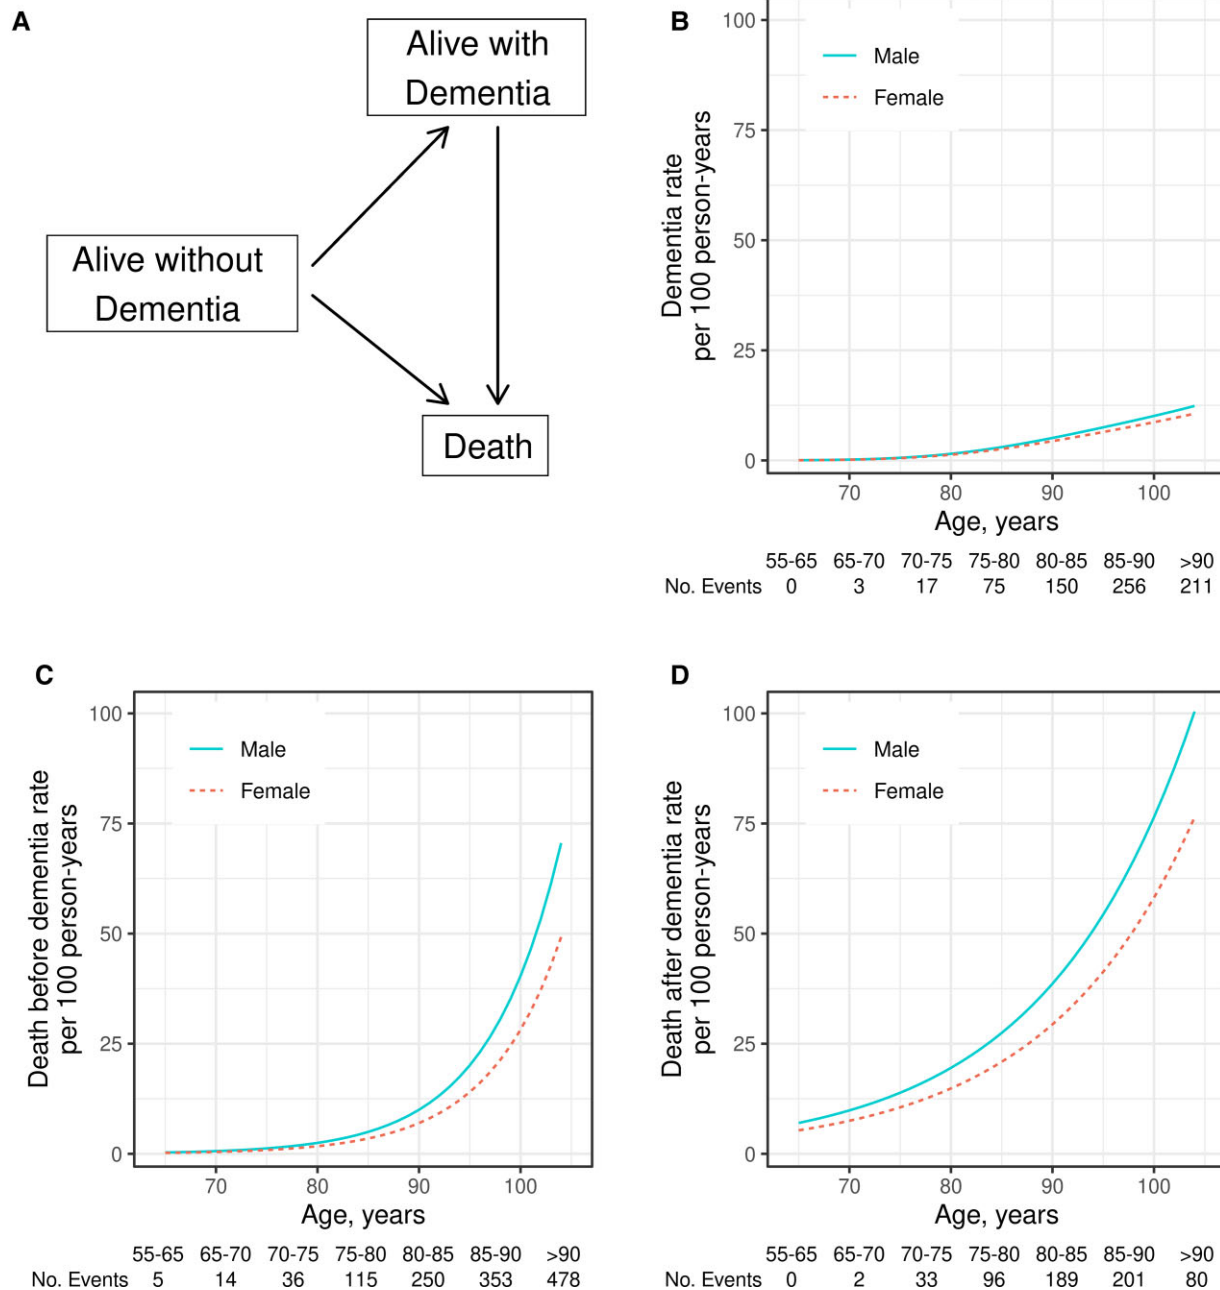 A
Alive with
Dementia
Alive without
Dementia
Death
B
Dementia rate
per 100 person-years
100
75
50
25
0
Male
Female
70 80 90 100
Age, years
55-65 65-70 70-75 75-80 80-85 85-90 >90
No. Events 0 3 17 75 150 256 211
C
Death before dementia rate
per 100 person-years
100
75
50
25
0
Male
Female
70 80 90 100
Age, years
55-65 65-70 70-75 75-80 80-85 85-90 >90
No. Events 5 14 36 115 250 353 478
D
Death after dementia rate
per 100 person-years
100
75
50
25
0
Male
Female
70 80 90 100
Age, years
55-65 65-70 70-75 75-80 80-85 85-90 >90
No. Events 0 2 33 96 189 201 80